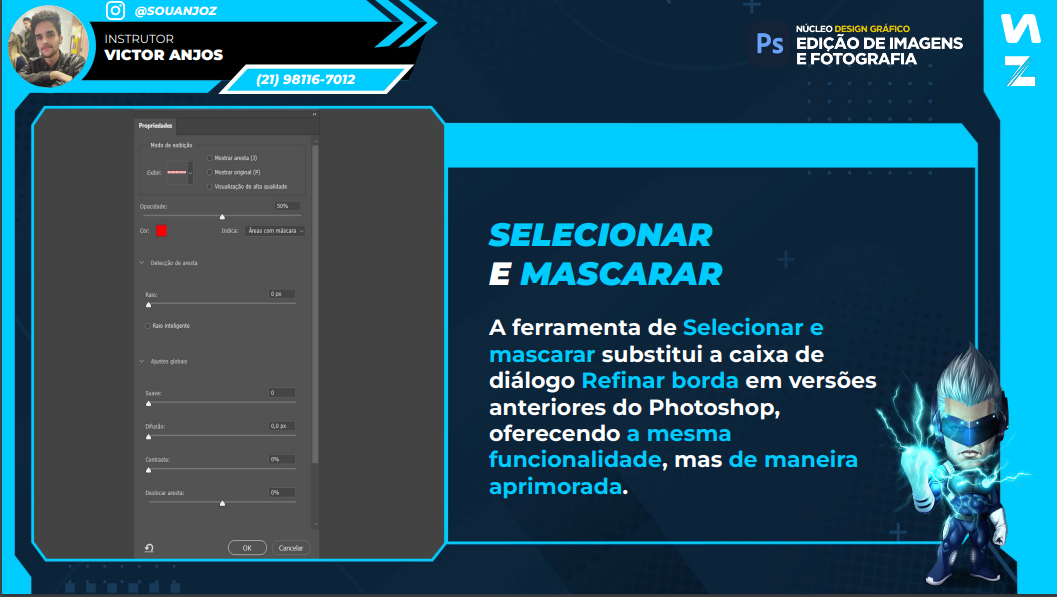 @SOUANJOZ
INSTRUTOR
VICTOR ANJOS
(21) 98116-7012
Ps
NÚCLEO DESIGN GRÁFICO
EDIÇÃO DE IMAGENS
E FOTOGRAFIA
Propriedades
Modo de exibição
Exibir:
Mostrar aresta (J)
Mostrar original (P)
Visualização de alta qualidade
Opacidade: 50%
Cor: Indica: Áreas com máscara
Detecção de aresta
Raio: 0 px
Raio inteligente
Ajustes globais
Suave: 0
Difusão: 0,0 px
Contraste: 0%
Deslocar aresta: 0%
OK Cancelar
SELECIONAR
E MASCARAR
A ferramenta de Selecionar e
mascarar substitui a caixa de
diálogo Refinar borda em versões
anteriores do Photoshop,
oferecendo a mesma
funcionalidade, mas de maneira
aprimorada.